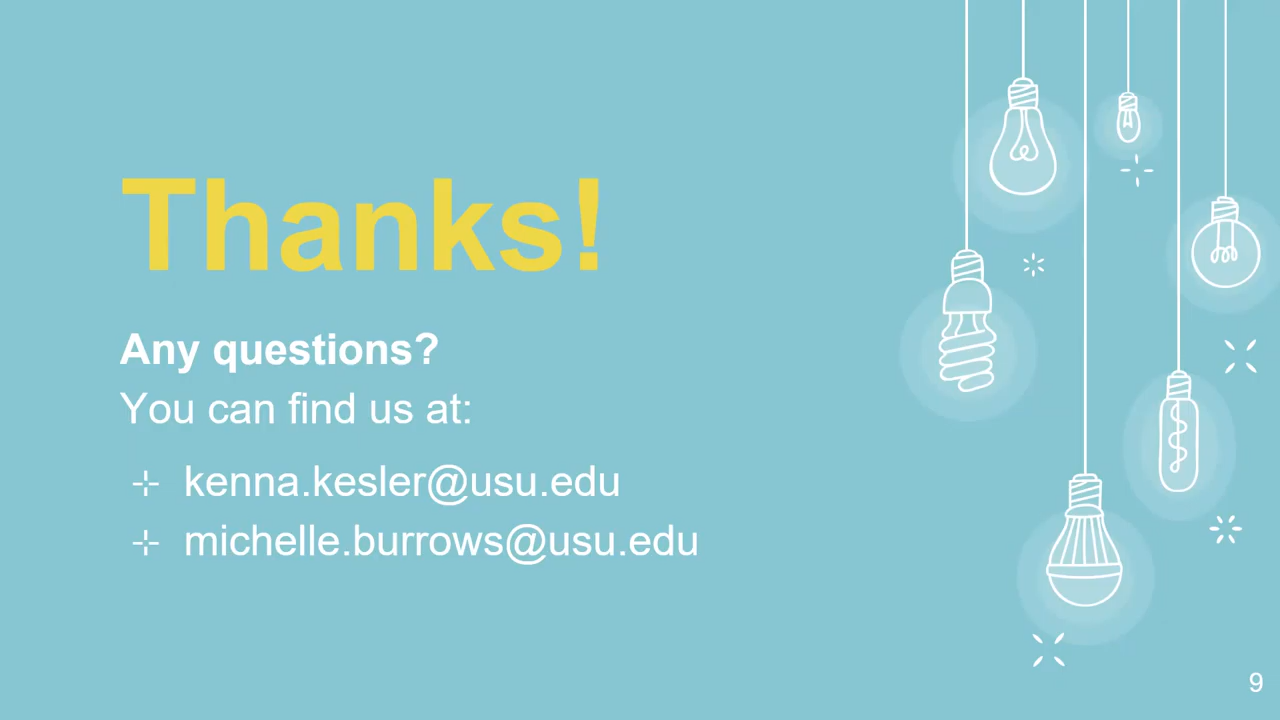 Thanks!
Any questions?
You can find us at:
kenna.kesler@usu.edu
michelle.burrows@usu.edu
9